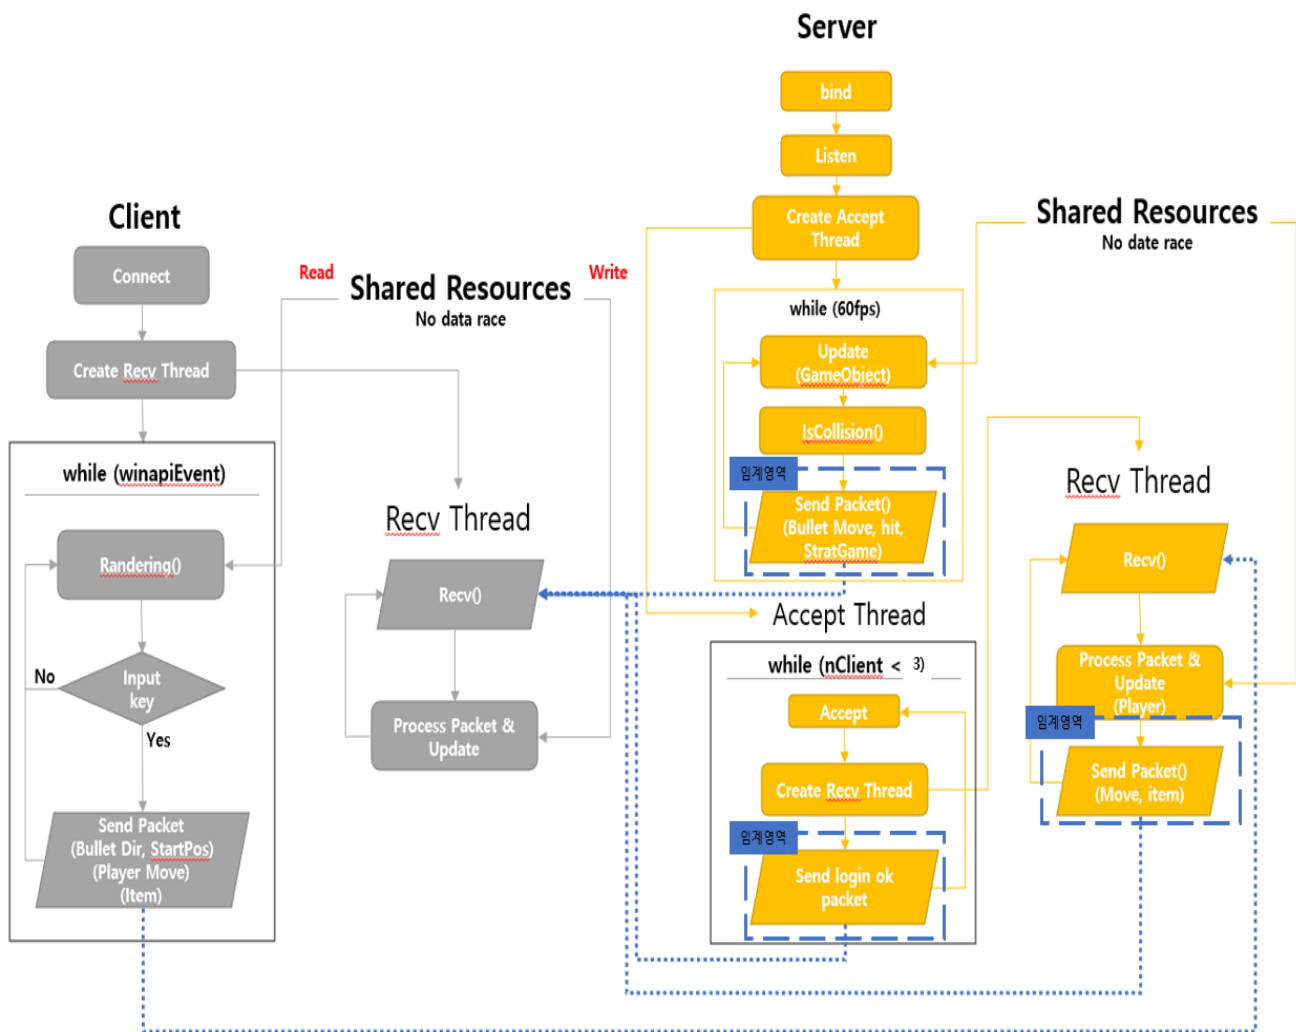 Server
bind
Listen
Create Accept
Thread
while (60fps)
Update
(GameObject)
IsCollision()
임계영역
Send Packet()
(Bullet Move, hit,
StratGame)
Shared Resources
No date race
Client
Connect
Create Recv Thread
while (winapiEvent)
Randering()
Input
key
No
Yes
Send Packet
(Bullet Dir, StartPos)
(Player Move)
(Item)
Read
Write
Shared Resources
No data race
Recv Thread
Recv()
Process Packet &
Update
Accept Thread
while (nClient < 3)
Accept
Create Recv Thread
임계영역
Send login ok
packet
Recv Thread
Recv()
Process Packet &
Update
(Player)
임계영역
Send Packet()
(Move, item)